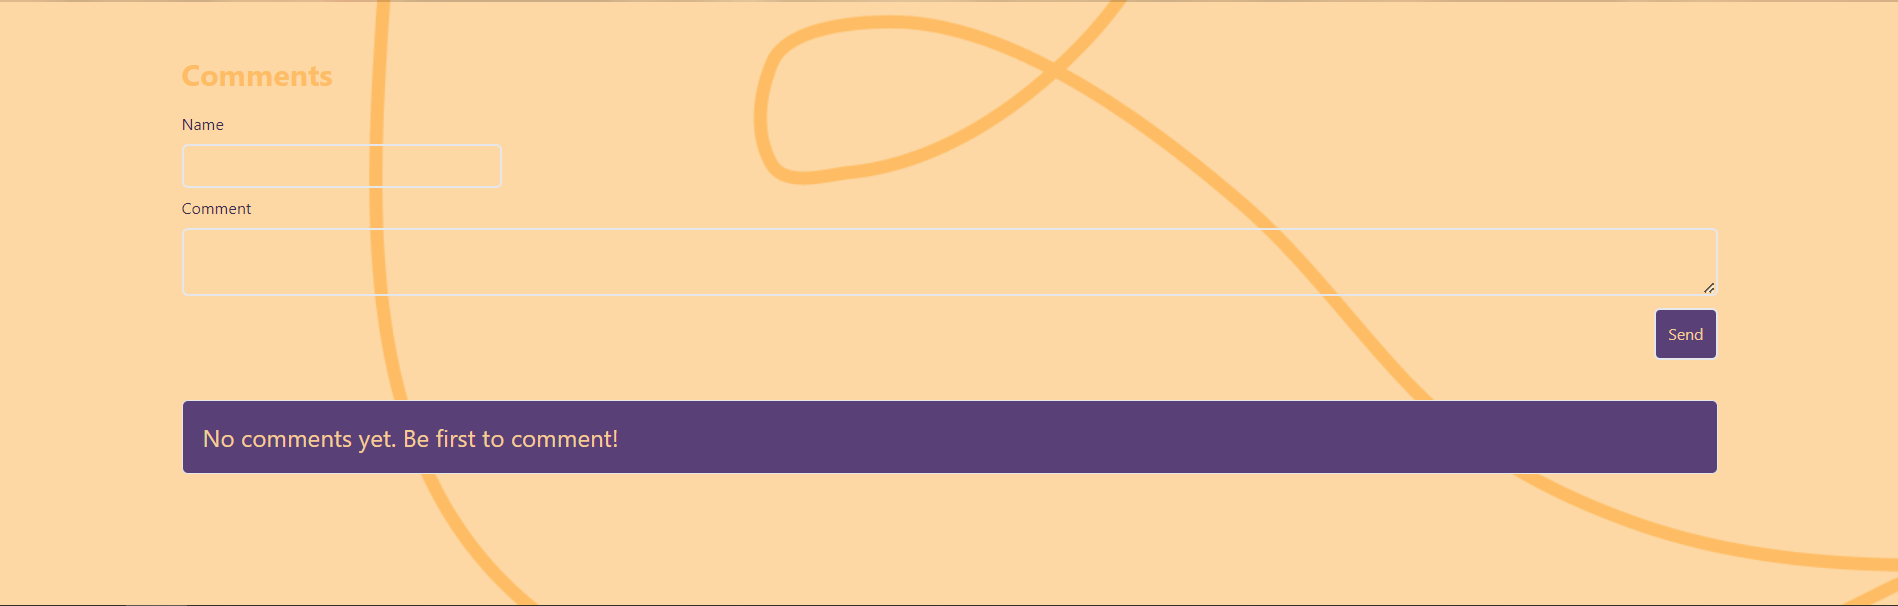 Comments
Name
Comment
Send
No comments yet. Be first to comment!